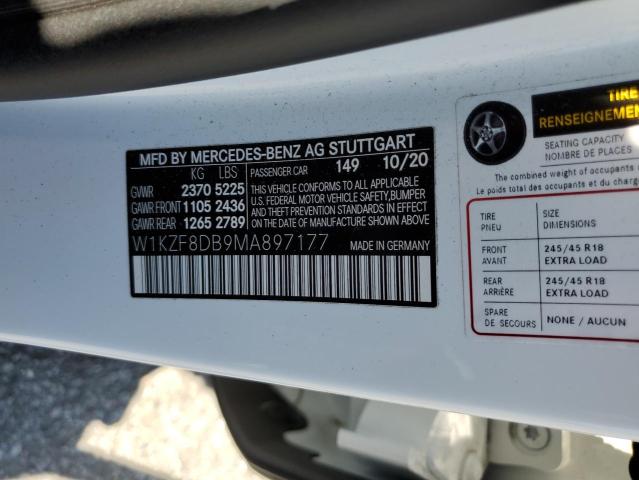 MFD BY MERCEDES-BENZ AG STUTTGART
KG LBS PASSENGER CAR 149 10/20
GVWR 2370 5225
GAWR FRONT 1105 2436
GAWR REAR 1265 2789
THIS VEHICLE CONFORMS TO ALL APPLICABLE
U.S. FEDERAL MOTOR VEHICLE SAFETY,BUMPER
AND THEFT PREVENTION STANDARDS IN EFFECT
ON THE DATE OF MANUFACTURE SHOWN ABOVE.
W1KZF8DB9MA897177 MADE IN GERMANY
TIRE
RENSEIGNEME
SEATING CAPACITY
NOMBRE DE PLACES
The combined weight of occupants
Le poids total des occupants et du charge
TIRE SIZE
PNEU DIMENSIONS
FRONT 245/45 R18
AVANT EXTRA LOAD
REAR 245/45 R18
ARRIÈRE EXTRA LOAD
SPARE NONE / AUCUN
DE SECOURS